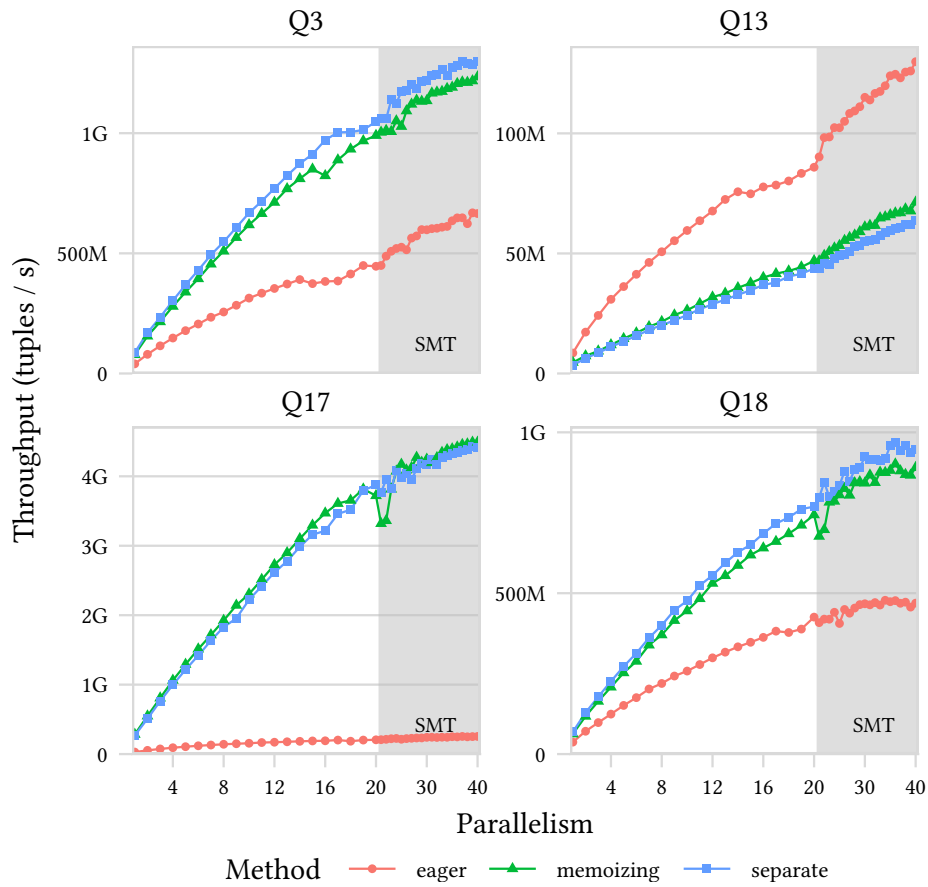 Q3
Q13
1G
500M
0
SMT
100M
50M
0
SMT
Q17
Q18
4G
3G
2G
1G
0
SMT
1G
500M
0
SMT
4 8 12 16 20 30 40
4 8 12 16 20 30 40
Throughput (tuples / s)
Parallelism
Method eager memoizing separate